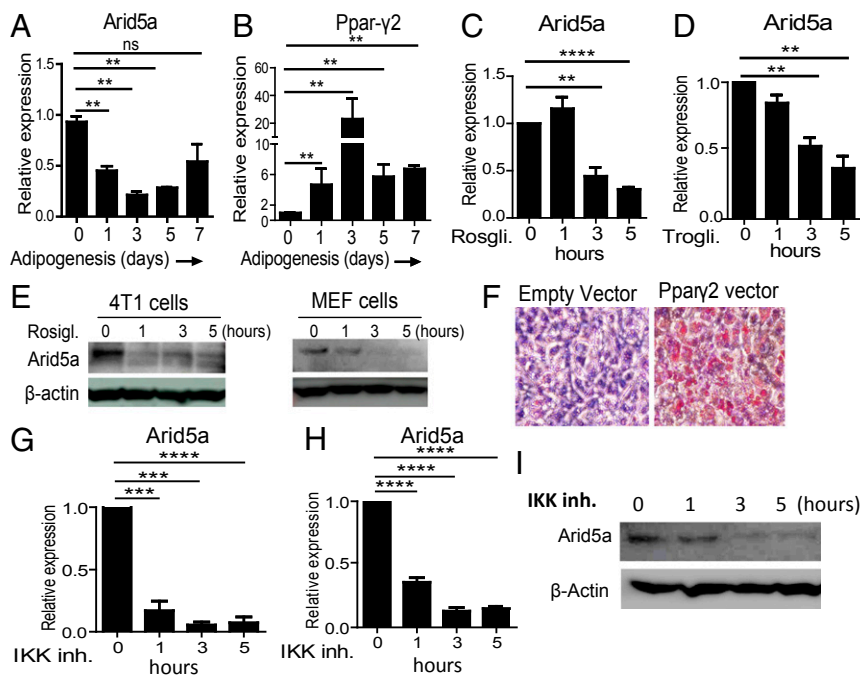 A
Arid5a
ns
**
**
**
Relative expression
1.5
1.0
0.5
0.0
0 1 3 5 7
Adipogenesis (days) →
B
Ppar-γ2
**
**
**
**
Relative expression
60
40
20
6
4
2
0
0 1 3 5 7
Adipogenesis (days) →
C
Arid5a
****
**
Relative expression
1.5
1.0
0.5
0.0
Rosgli. 0 1 3 5
hours
D
Arid5a
**
**
Relative expression
1.0
0.5
0.0
Trogli. 0 1 3 5
hours
E
4T1 cells
Rosigl. 0 1 3 5 (hours)
Arid5a
β-actin
MEF cells
0 1 3 5 (hours)
F
Empty Vector
Pparγ2 vector
G
Arid5a
****
***
***
Relative expression
1.0
0.5
0.0
IKK inh. 0 1 3 5
hours
H
Arid5a
****
****
****
Relative expression
1.0
0.5
0.0
IKK inh. 0 1 3 5
hours
I
IKK inh. 0 1 3 5 (hours)
Arid5a
β-Actin